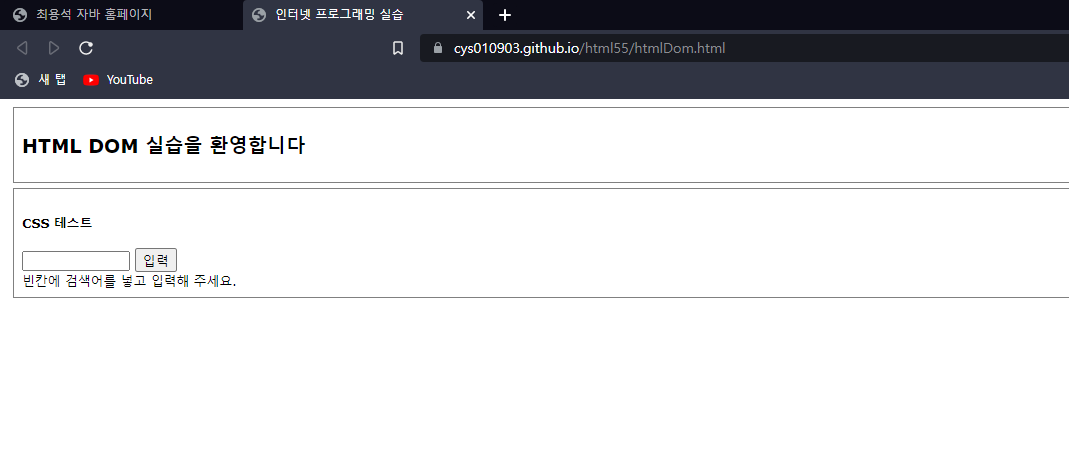 최용석 자바 홈페이지
인터넷 프로그래밍 실습
cys010903.github.io/html55/htmlDom.html
새 탭
YouTube
HTML DOM 실습을 환영합니다
CSS 테스트
입력
빈칸에 검색어를 넣고 입력해 주세요.